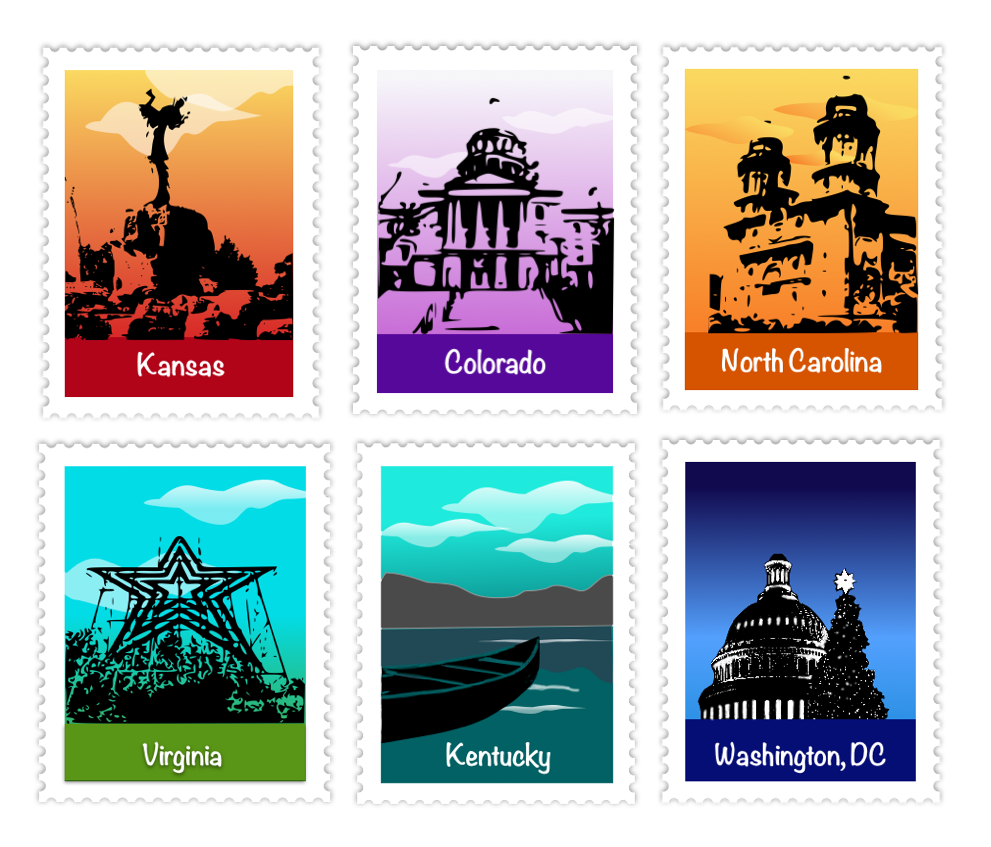 Kansas
Colorado
North Carolina
Virginia
Kentucky
Washington, DC